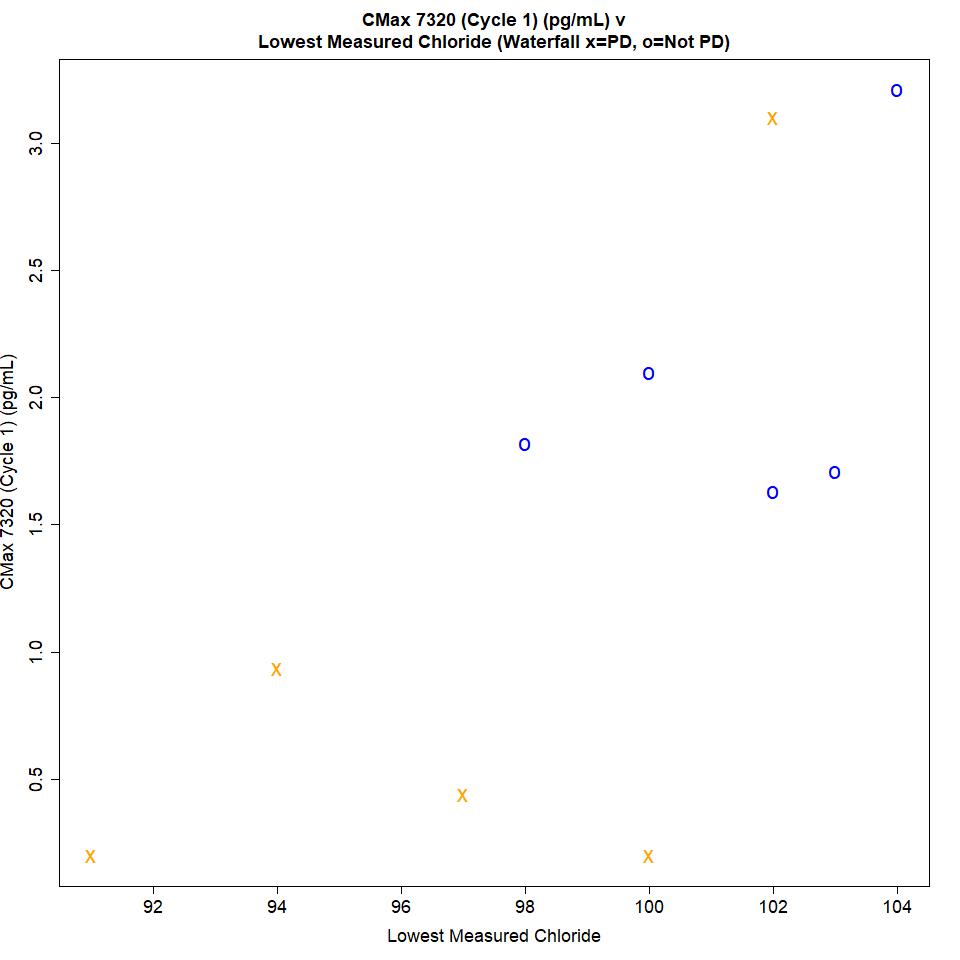 CMax 7320 (Cycle 1) (pg/mL) v
Lowest Measured Chloride (Waterfall x=PD, o=Not PD)
CMax 7320 (Cycle 1) (pg/mL)
3.0
2.5
2.0
1.5
1.0
0.5
o
x
o
o
o
o
x
x
x
x
92 94 96 98 100 102 104
Lowest Measured Chloride